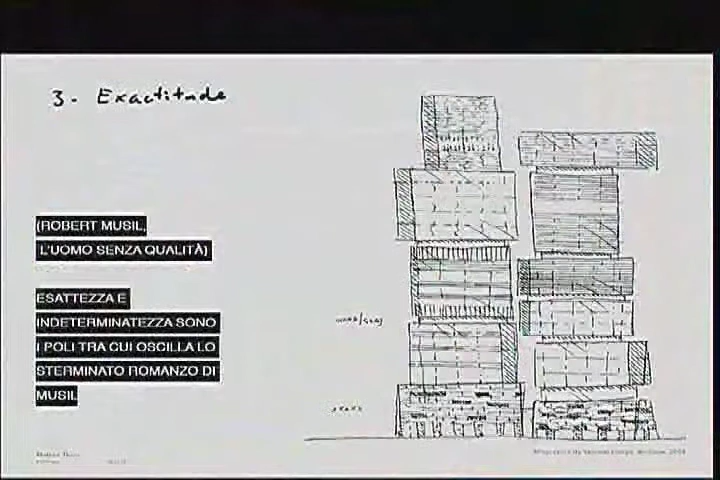 3. Exactitude
(ROBERT MUSIL,
L'UOMO SENZA QUALITÀ)
ESATTEZZA E
INDETERMINATEZZA SONO
I POLI TRA CUI OSCILLA LO
STERMINATO ROMANZO DI
MUSIL